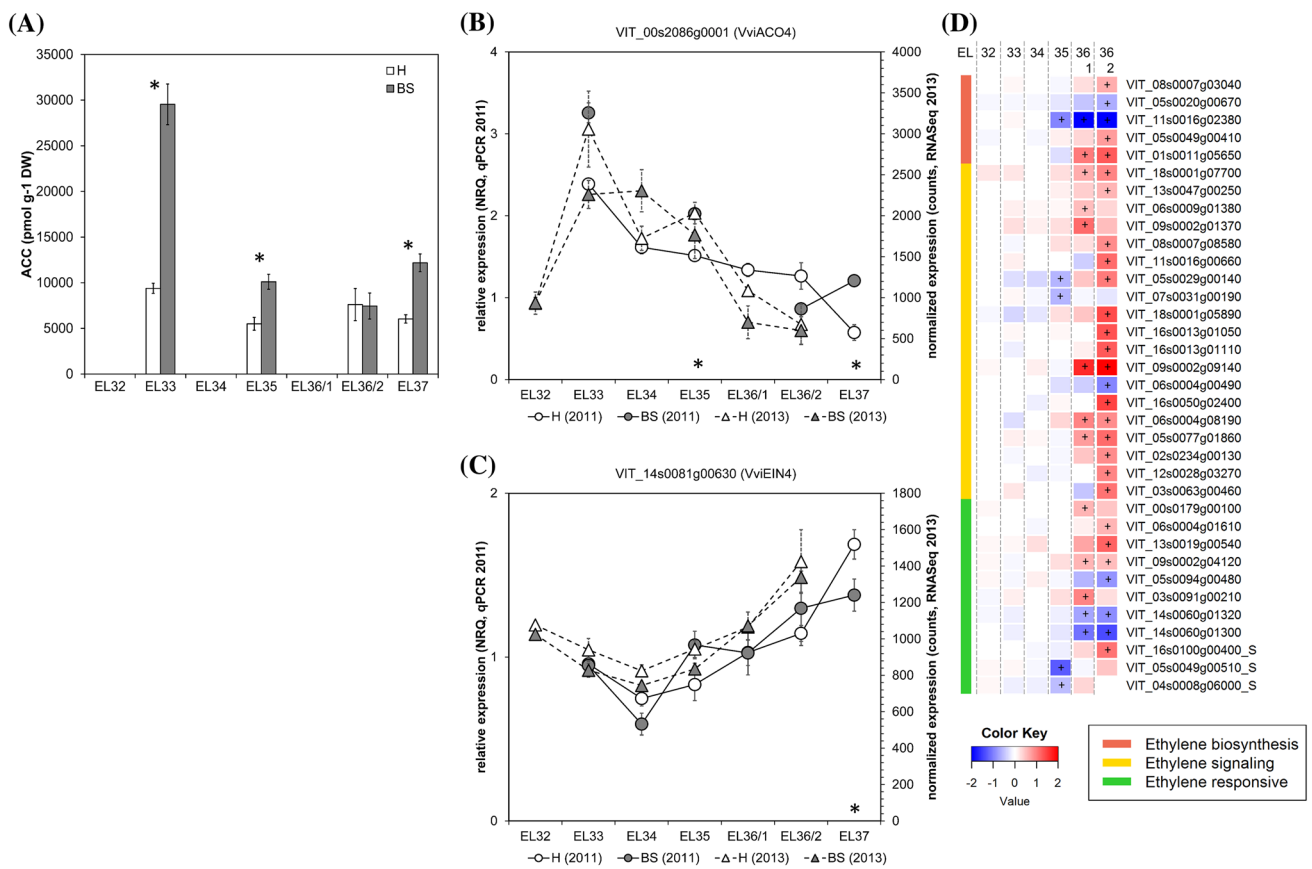 (A)
35000
30000
25000
20000
15000
10000
5000
0
ACC (pmol g-1 DW)
H
BS
*
*
*
EL32 EL33 EL34 EL35 EL36/1 EL36/2 EL37
(B)
VIT_00s2086g0001 (VviACO4)
4
3
2
1
0
relative expression (NRQ, qPCR 2011)
4000
3500
3000
2500
2000
1500
1000
500
0
normalized expression (counts, RNASeq 2013)
* *
EL32 EL33 EL34 EL35 EL36/1 EL36/2 EL37
H (2011) BS (2011) H (2013) BS (2013)
(C)
VIT_14s0081g00630 (VviEIN4)
2
1
0
relative expression (NRQ, qPCR 2011)
1800
1600
1400
1200
1000
800
600
400
200
0
normalized expression (counts, RNASeq 2013)
*
EL32 EL33 EL34 EL35 EL36/1 EL36/2 EL37
H (2011) BS (2011) H (2013) BS (2013)
(D)
EL 32 33 34 35 36 36
1 2
+ VIT_08s0007g03040
+ VIT_05s0020g00670
+ + + VIT_11s0016g02380
+ VIT_05s0049g00410
+ + VIT_01s0011g05650
+ + VIT_18s0001g07700
+ VIT_13s0047g00250
+ VIT_06s0009g01380
+ VIT_09s0002g01370
+ VIT_08s0007g08580
+ VIT_11s0016g00660
+ + VIT_05s0029g00140
+ VIT_07s0031g00190
+ VIT_18s0001g05890
+ VIT_16s0013g01050
+ VIT_16s0013g01110
+ + VIT_09s0002g09140
+ VIT_06s0004g00490
+ VIT_16s0050g02400
+ + VIT_06s0004g08190
+ + VIT_05s0077g01860
+ VIT_02s0234g00130
+ VIT_12s0028g03270
+ VIT_03s0063g00460
+ VIT_00s0179g00100
+ VIT_06s0004g01610
+ VIT_13s0019g00540
+ + VIT_09s0002g04120
+ VIT_05s0094g00480
+ VIT_03s0091g00210
+ + VIT_14s0060g01320
+ + VIT_14s0060g01300
+ VIT_16s0100g00400_S
+ VIT_05s0049g00510_S
+ VIT_04s0008g06000_S
Color Key
-2 -1 0 1 2
Value
Ethylene biosynthesis
Ethylene signaling
Ethylene responsive